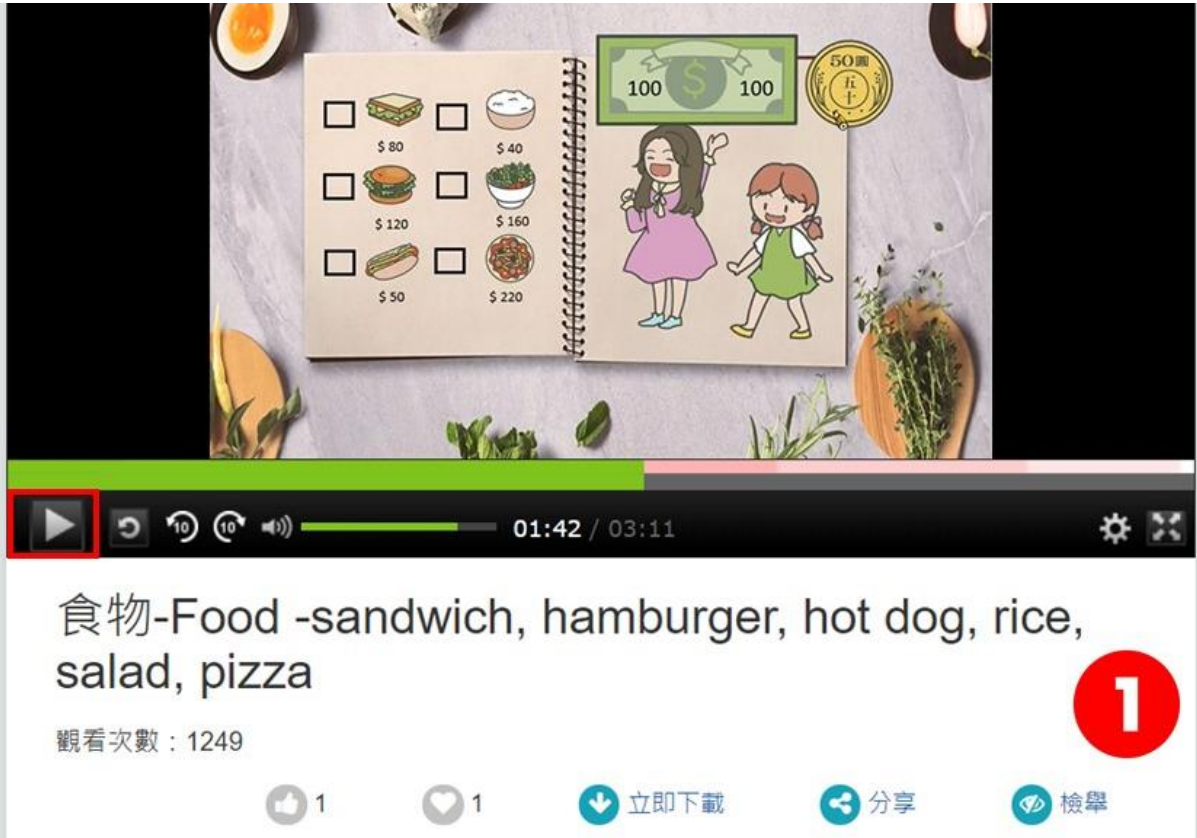 100 $ 100
50圓
五十
$ 80 $ 40
$ 120 $ 160
$ 50 $ 220
10 10 01:42 / 03:11
食物-Food -sandwich, hamburger, hot dog, rice,
salad, pizza
1
觀看次數：1249
1 1 立即下載 分享 檢舉